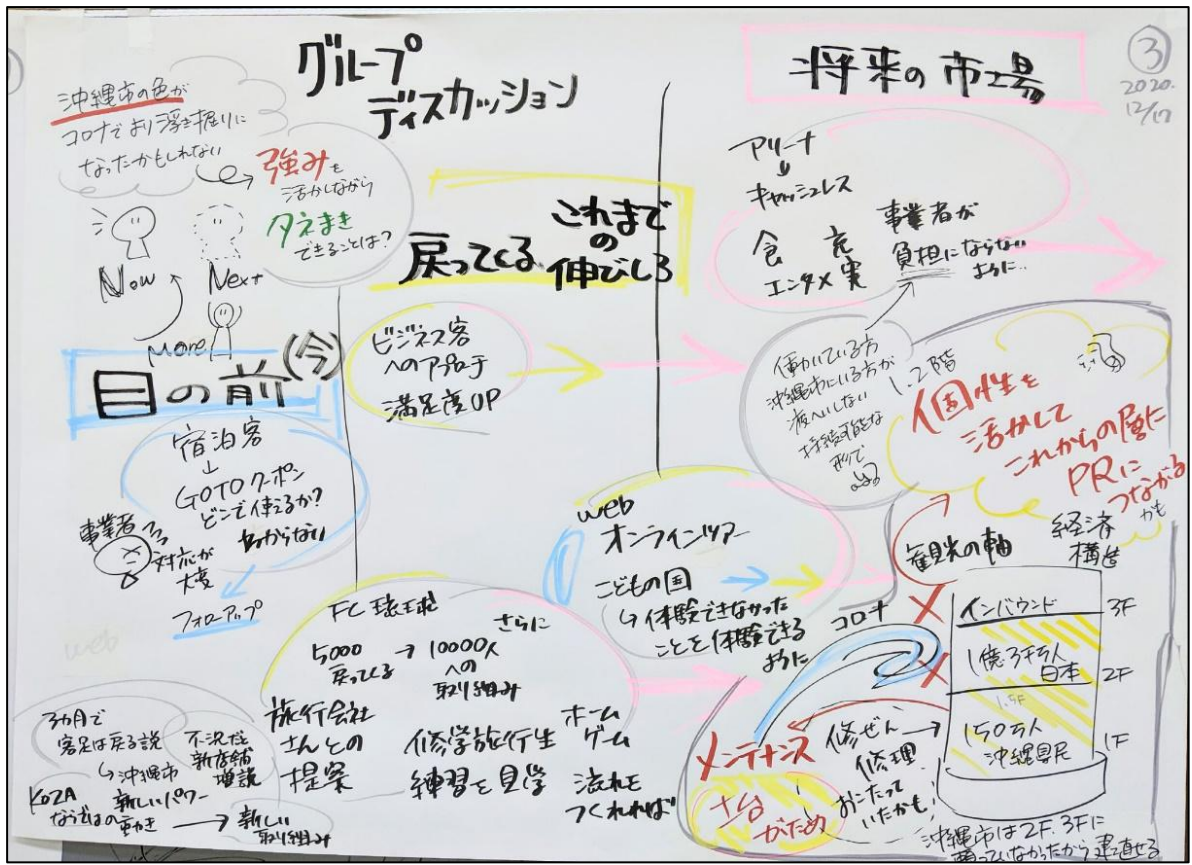 グループ
ディスカッション
将来の市場
③
2020.
12/17
沖縄市の色が
コロナでより浮き掘りに
なったかもしれない
強みを
活かしながら
タネまき
できることは?
Now
Next
More
戻ってくる
これまで
の
伸びしろ
アリーナ
キャッシュレス
食 充
エンタメ 実
事業者が
負担にならない
ように..
目の前(今)
宿泊客
GOTOクーポン
どこで使えるか?
わからない
事業者
対応が
大変
フォローアップ
ビジネス客
へのアプローチ
満足度UP
働いている方
沖縄市にいる方が
疲へいしない
持続可能な
形で
1.2階
個性を
活かして
これからの層に
PRに
つながる
かも
web
オンラインツアー
こどもの国
体験できなかった
ことを体験できる
ように
観光の軸
経済
構造
コロナ
インバウンド
3F
1億3千万人
日本
2F
1.5F
150万人
沖縄県民
1F
FC琉球
さらに
5000
戻ってくる
→
10000人
への
取り組み
旅行会社
さんとの
提案
修学旅行生
練習を見学
ホーム
ゲーム
流れを
つくれれば
メンテナンス
土台
がため
修ぜん
修理
おこたって
いたかも!
沖縄市は2F.3Fに
頼っていなかったから建て直せる
web
3ヵ月で
客足は戻る説
沖縄市
新しいパワー
KOZA
ならではの動き
→
新しい
取り組み
不況だと
新店舗
増説